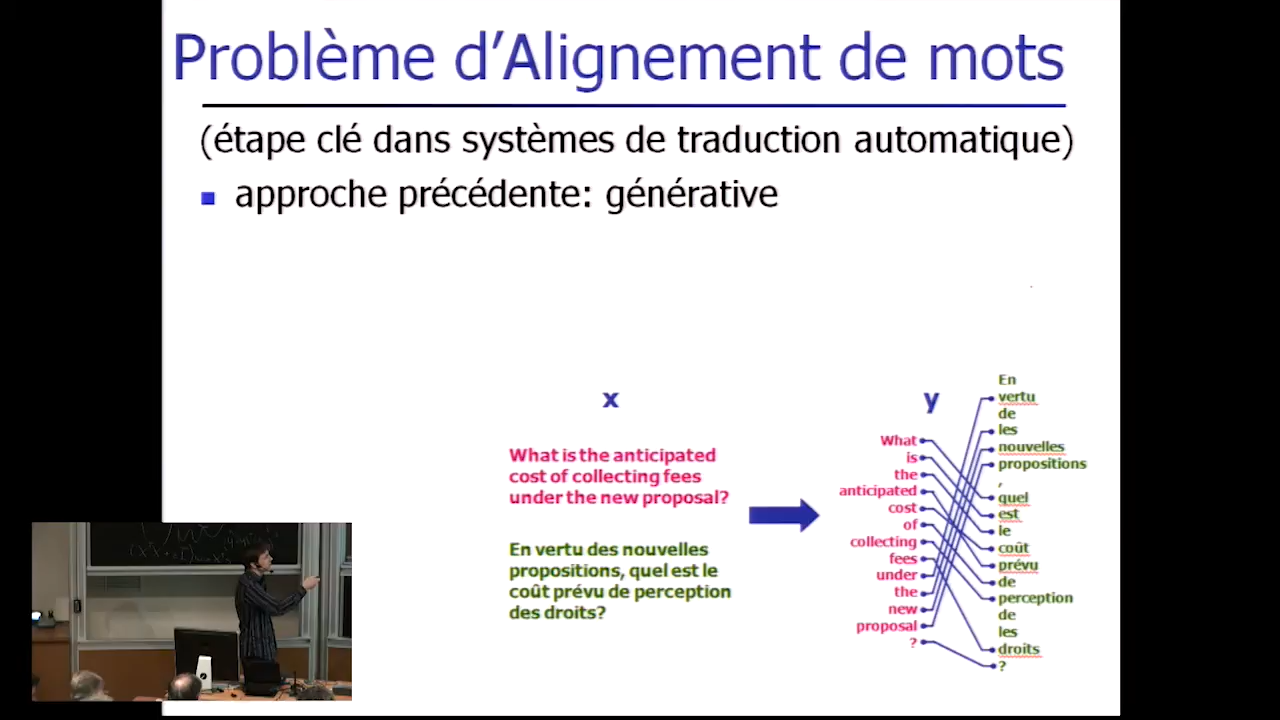 Problème d'Alignement de mots
(étape clé dans systèmes de traduction automatique)
approche précédente: générative
x
What is the anticipated
cost of collecting fees
under the new proposal?
En vertu des nouvelles
propositions, quel est le
coût prévu de perception
des droits?
y
What
is
the
anticipated
cost
of
collecting
fees
under
the
new
proposal
?
En
vertu
de
les
nouvelles
propositions
,
quel
est
le
coût
prévu
de
perception
de
les
droits
?